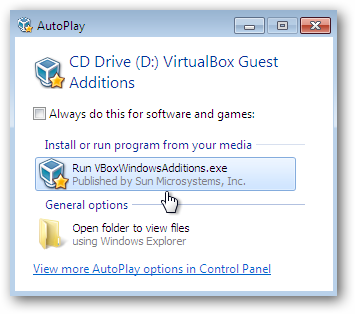 AutoPlay
CD Drive (D:) VirtualBox Guest
Additions
Always do this for software and games:
Install or run program from your media
Run VBoxWindowsAdditions.exe
Published by Sun Microsystems, Inc.
General options
Open folder to view files
using Windows Explorer
View more AutoPlay options in Control Panel